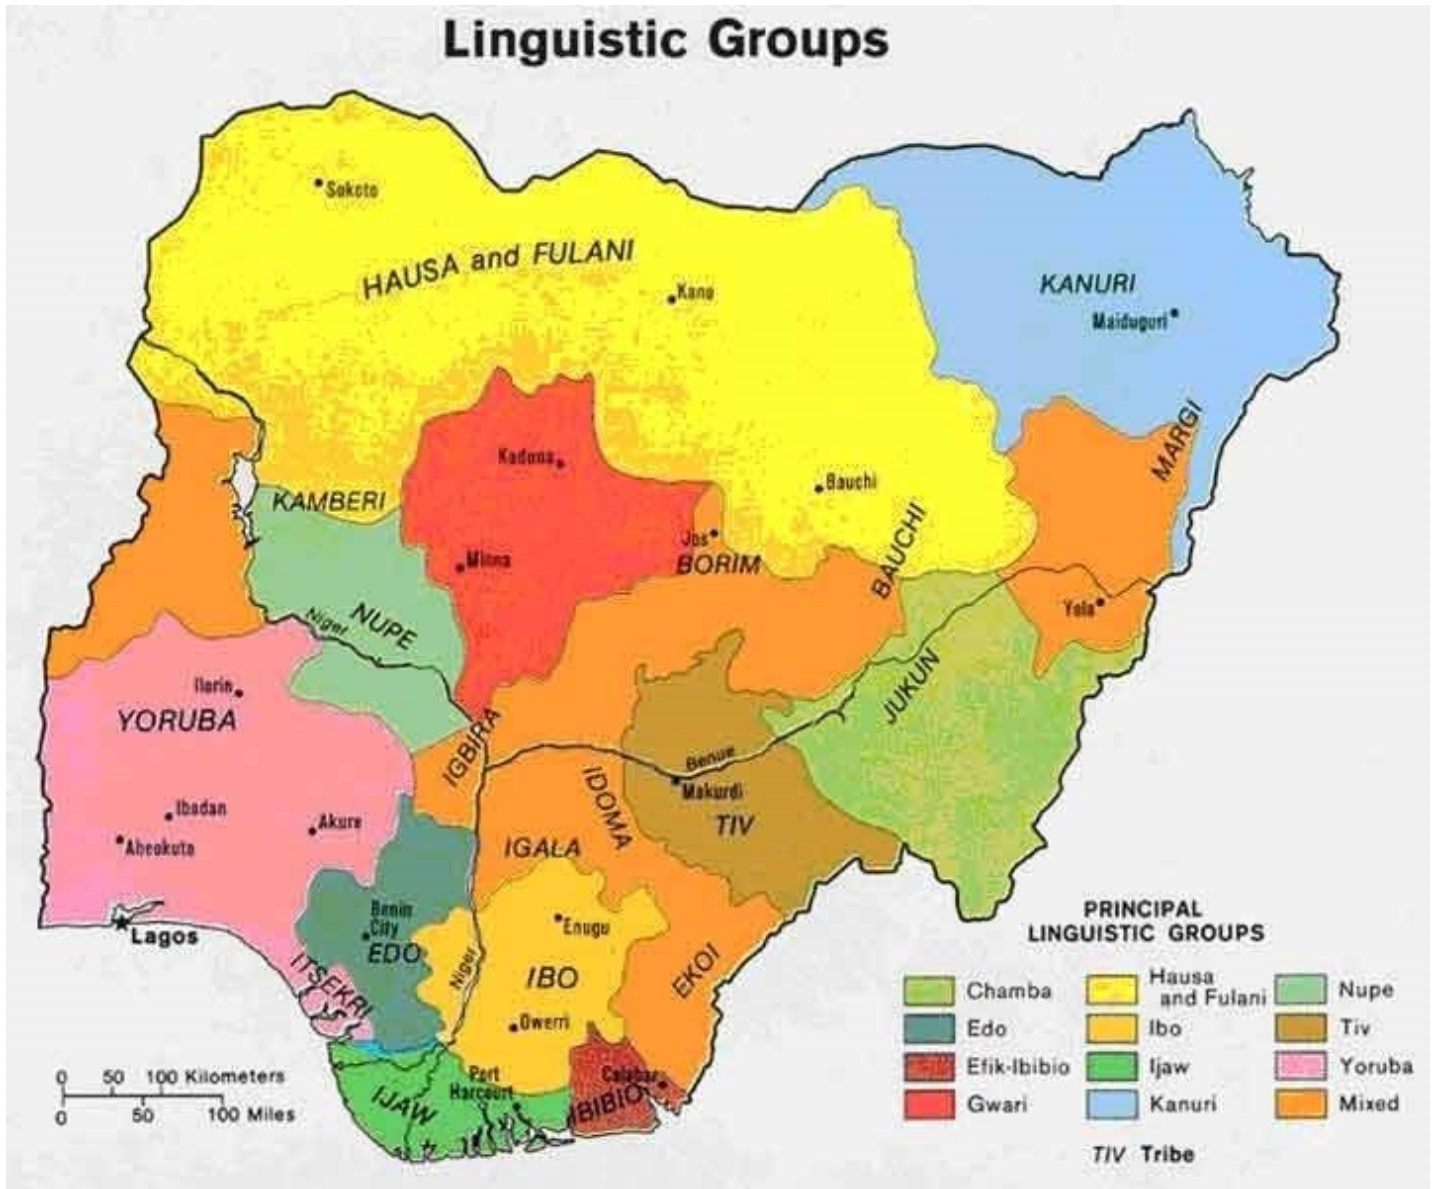 Linguistic Groups
Sokoto
HAUSA and FULANI
Kano
KANURI
Maiduguri
Kaduna
Bauchi
MARGI
KAMBERI
BAUCHI
Jos
BORIM
Minna
Niger
NUPE
Yola
Ilorin
YORUBA
JUKUN
IGBIRA
Benue
Makurdi
IDOMA
TIV
Ibadan
Akure
Abeokuta
IGALA
Benin
City
EDO
Enugu
Lagos
ITSEKRI
Niger
IBO
EKOI
Owerri
Port
Harcourt
Calabar
IJAW
IBIBIO
0 50 100 Kilometers
0 50 100 Miles
PRINCIPAL
LINGUISTIC GROUPS
Chamba
Edo
Efik-Ibibio
Gwari
Hausa
and Fulani
Ibo
Ijaw
Kanuri
Nupe
Tiv
Yoruba
Mixed
TIV Tribe